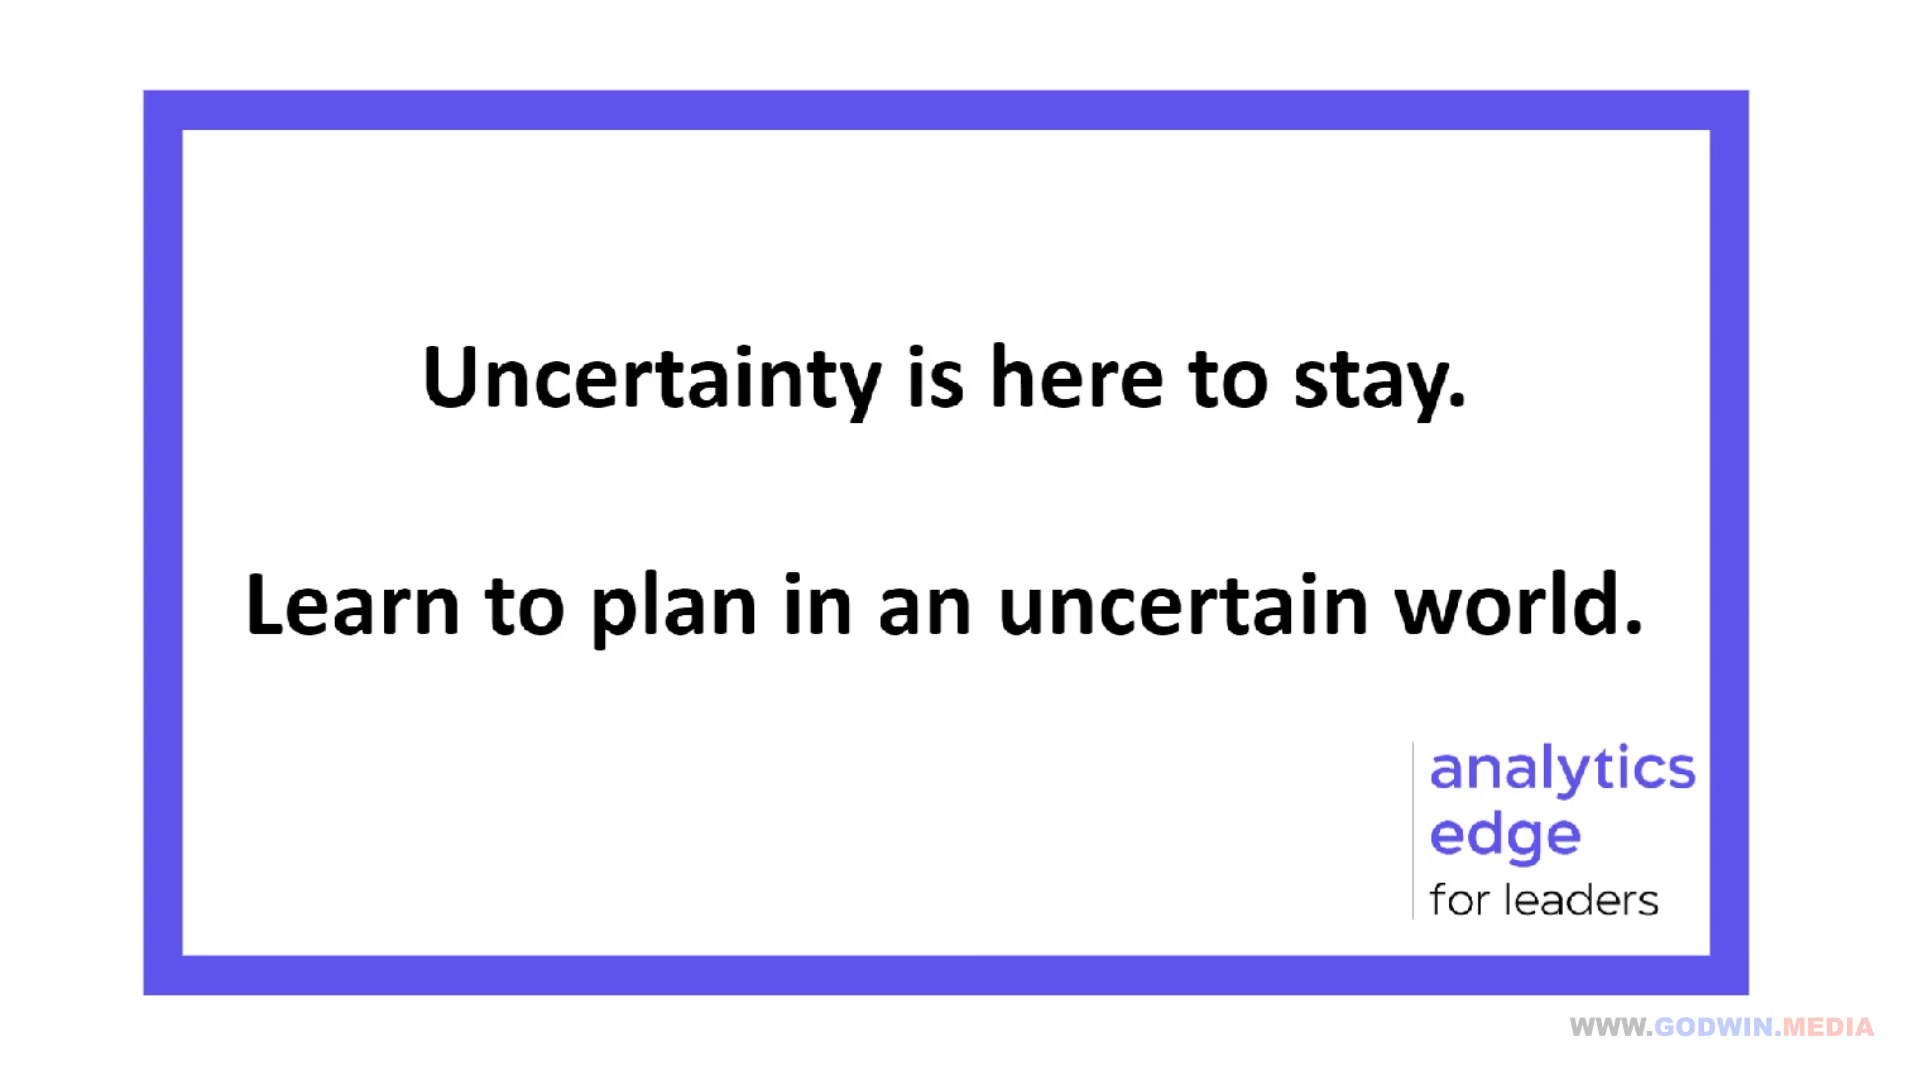 Uncertainty is here to stay.
Learn to plan in an uncertain world.
analytics
edge
for leaders
WWW.GODWIN.MEDIA